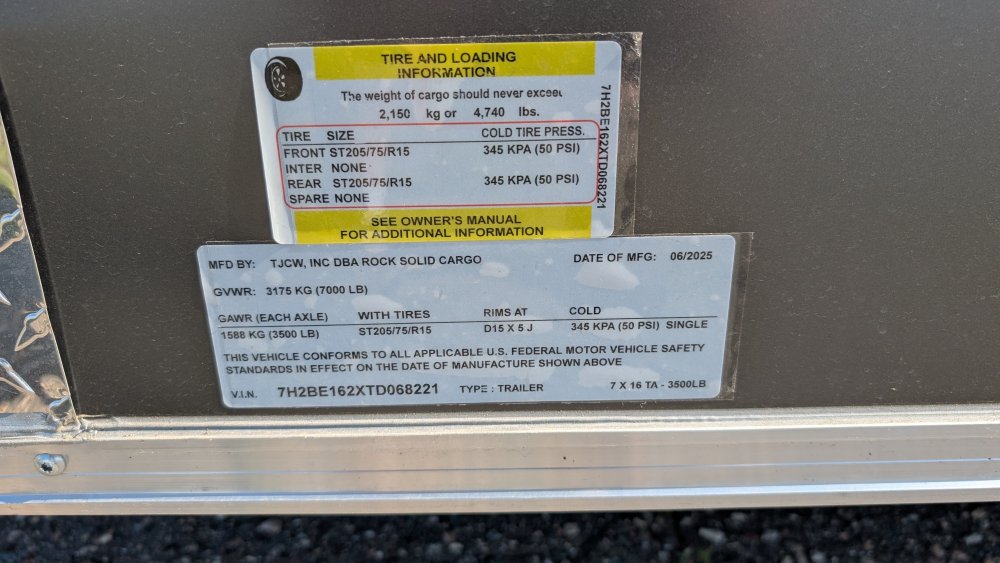 TIRE AND LOADING
INFORMATION
The weight of cargo should never exceed
2,150 kg or 4,740 lbs.
TIRE SIZE COLD TIRE PRESS.
FRONT ST205/75/R15 345 KPA (50 PSI)
INTER NONE
REAR ST205/75/R15 345 KPA (50 PSI)
SPARE NONE
SEE OWNER'S MANUAL
FOR ADDITIONAL INFORMATION
7H2BE162XTD068221
MFD BY: TJCW, INC DBA ROCK SOLID CARGO DATE OF MFG: 06/2025
GVWR: 3175 KG (7000 LB)
GAWR (EACH AXLE) WITH TIRES RIMS AT COLD
1588 KG (3500 LB) ST205/75/R15 D15 X 5 J 345 KPA (50 PSI) SINGLE
THIS VEHICLE CONFORMS TO ALL APPLICABLE U.S. FEDERAL MOTOR VEHICLE SAFETY
STANDARDS IN EFFECT ON THE DATE OF MANUFACTURE SHOWN ABOVE
V.I.N. 7H2BE162XTD068221 TYPE : TRAILER 7 X 16 TA - 3500LB